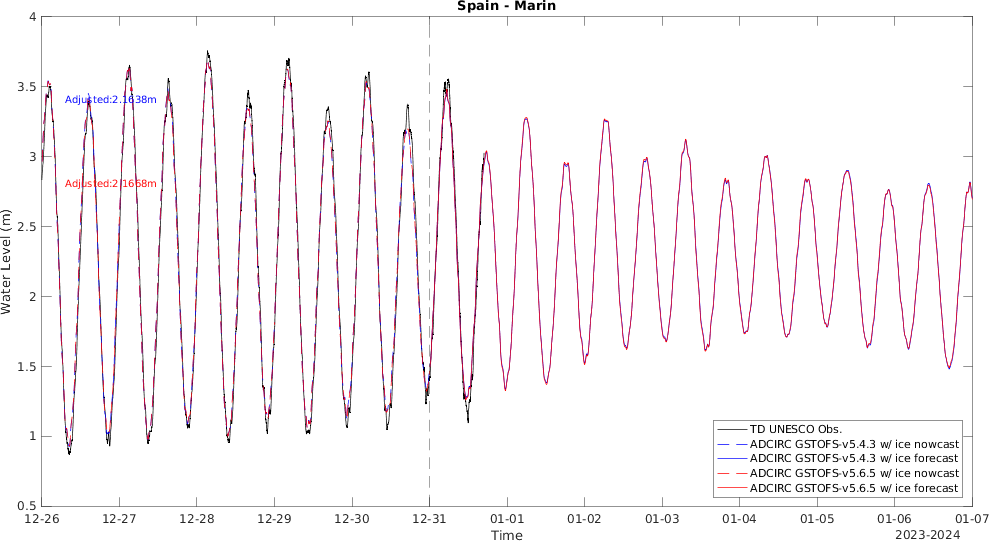 Spain - Marin
4
3.5
3
2.5
2
1.5
1
0.5
Water Level (m)
Adjusted:2.1638m
Adjusted:2.1668m
12-26 12-27 12-28 12-29 12-30 12-31 01-01 01-02 01-03 01-04 01-05 01-06 01-07
Time
2023-2024
TD UNESCO Obs.
ADCIRC GSTOFS-v5.4.3 w/ ice nowcast
ADCIRC GSTOFS-v5.4.3 w/ ice forecast
ADCIRC GSTOFS-v5.6.5 w/ ice nowcast
ADCIRC GSTOFS-v5.6.5 w/ ice forecast